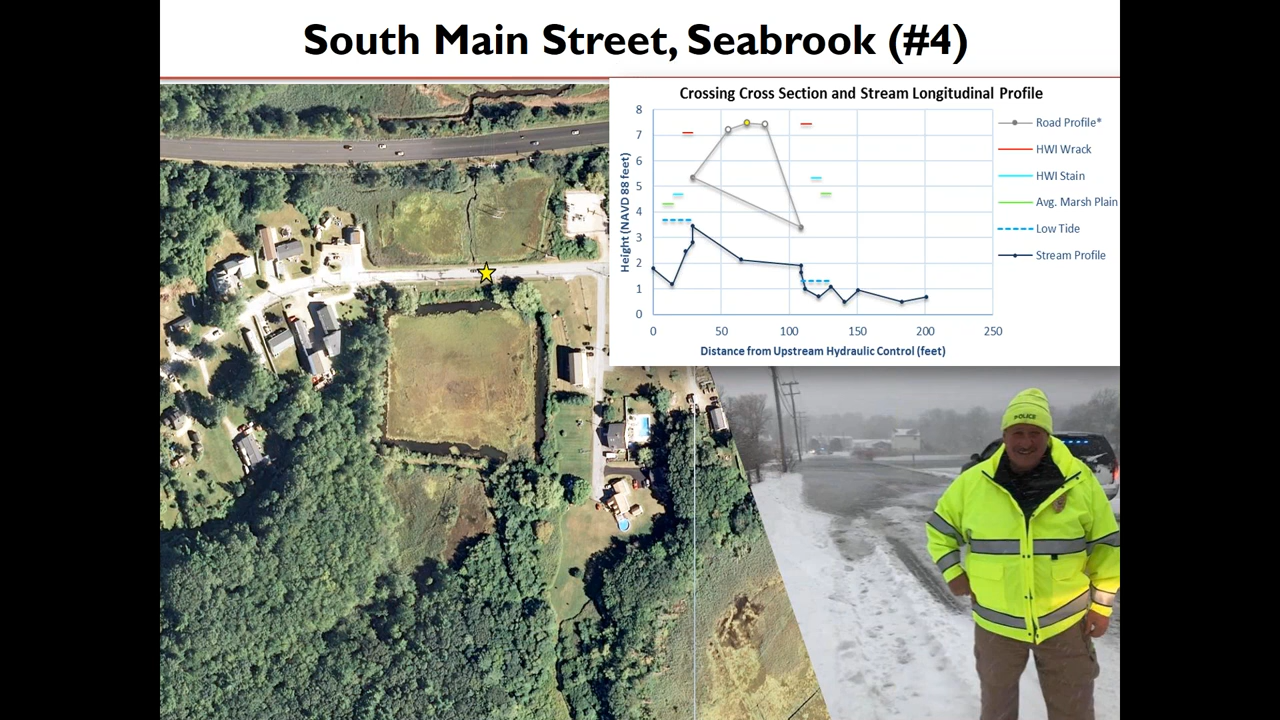 South Main Street, Seabrook (#4)
Crossing Cross Section and Stream Longitudinal Profile
Height (NAVD 88 feet)
8
7
6
5
4
3
2
1
0
0 50 100 150 200 250
Distance from Upstream Hydraulic Control (feet)
Road Profile*
HWI Wrack
HWI Stain
Avg. Marsh Plain
Low Tide
Stream Profile
POLICE